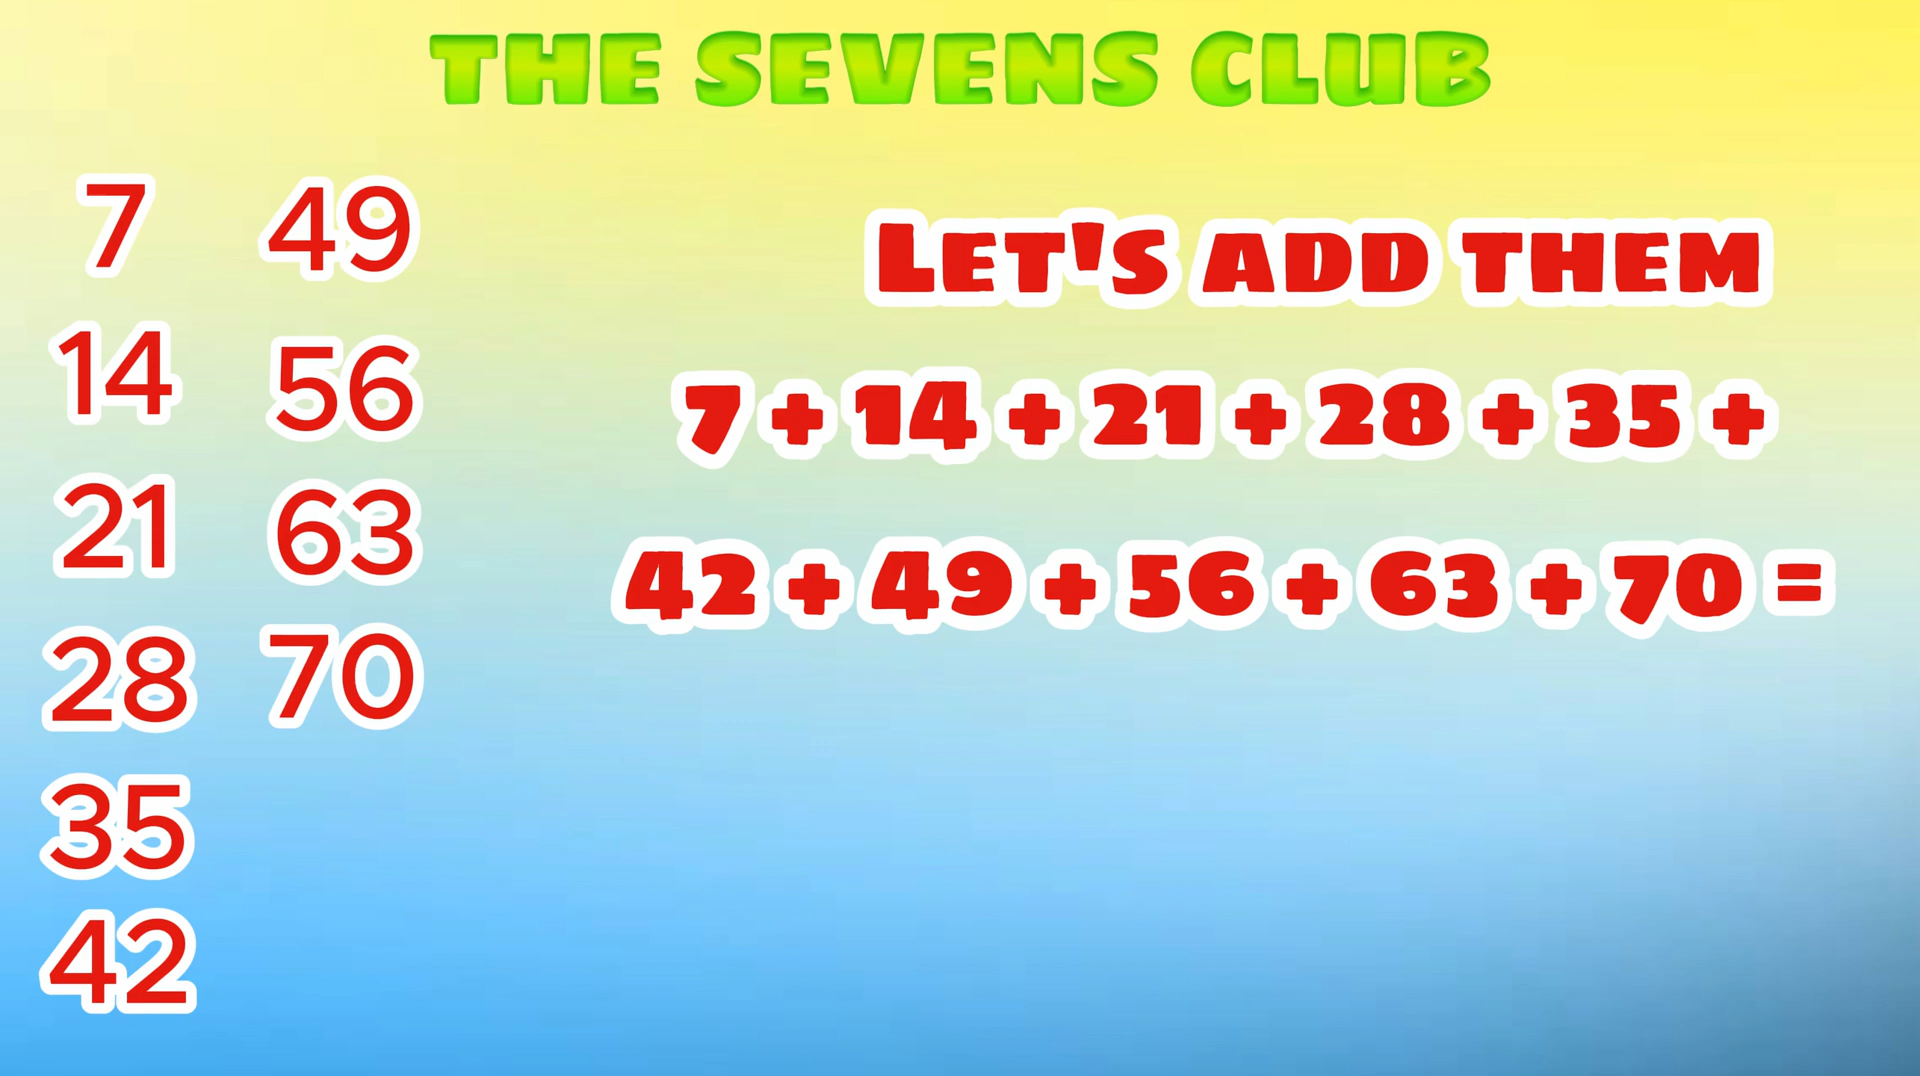 THE SEVENS CLUB
7 49
14 56
21 63
28 70
35
42
LET'S ADD THEM
7 + 14 + 21 + 28 + 35 +
42 + 49 + 56 + 63 + 70 =